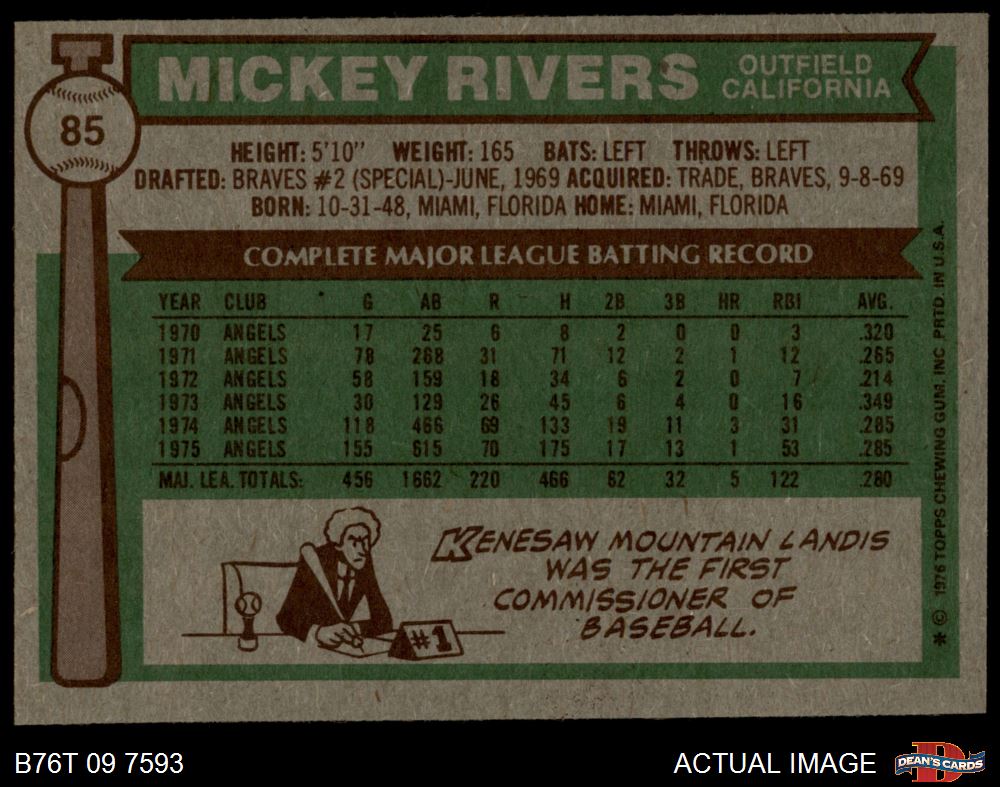 MICKEY RIVERS
OUTFIELD
CALIFORNIA
85
HEIGHT: 5'10" WEIGHT: 165 BATS: LEFT THROWS: LEFT
DRAFTED: BRAVES #2 (SPECIAL)-JUNE, 1969 ACQUIRED: TRADE, BRAVES, 9-8-69
BORN: 10-31-48, MIAMI, FLORIDA HOME: MIAMI, FLORIDA
COMPLETE MAJOR LEAGUE BATTING RECORD
YEAR CLUB G AB R H 2B 3B HR RBI AVG.
1970 ANGELS 17 25 6 8 2 0 0 3 .320
1971 ANGELS 78 268 31 71 12 2 1 12 .265
1972 ANGELS 58 159 18 34 6 2 0 7 .214
1973 ANGELS 30 129 26 45 6 4 0 16 .349
1974 ANGELS 118 466 69 133 19 11 3 31 .285
1975 ANGELS 155 615 70 175 17 13 1 53 .285
MAJ. LEA. TOTALS: 456 1662 220 466 62 32 5 122 .280
KENESAW MOUNTAIN LANDIS
WAS THE FIRST
COMMISSIONER OF
BASEBALL.
#1
* © 1976 TOPPS CHEWING GUM, INC. PRTD. IN U.S.A.
B76T 09 7593
ACTUAL IMAGE
DEAN'S CARDS